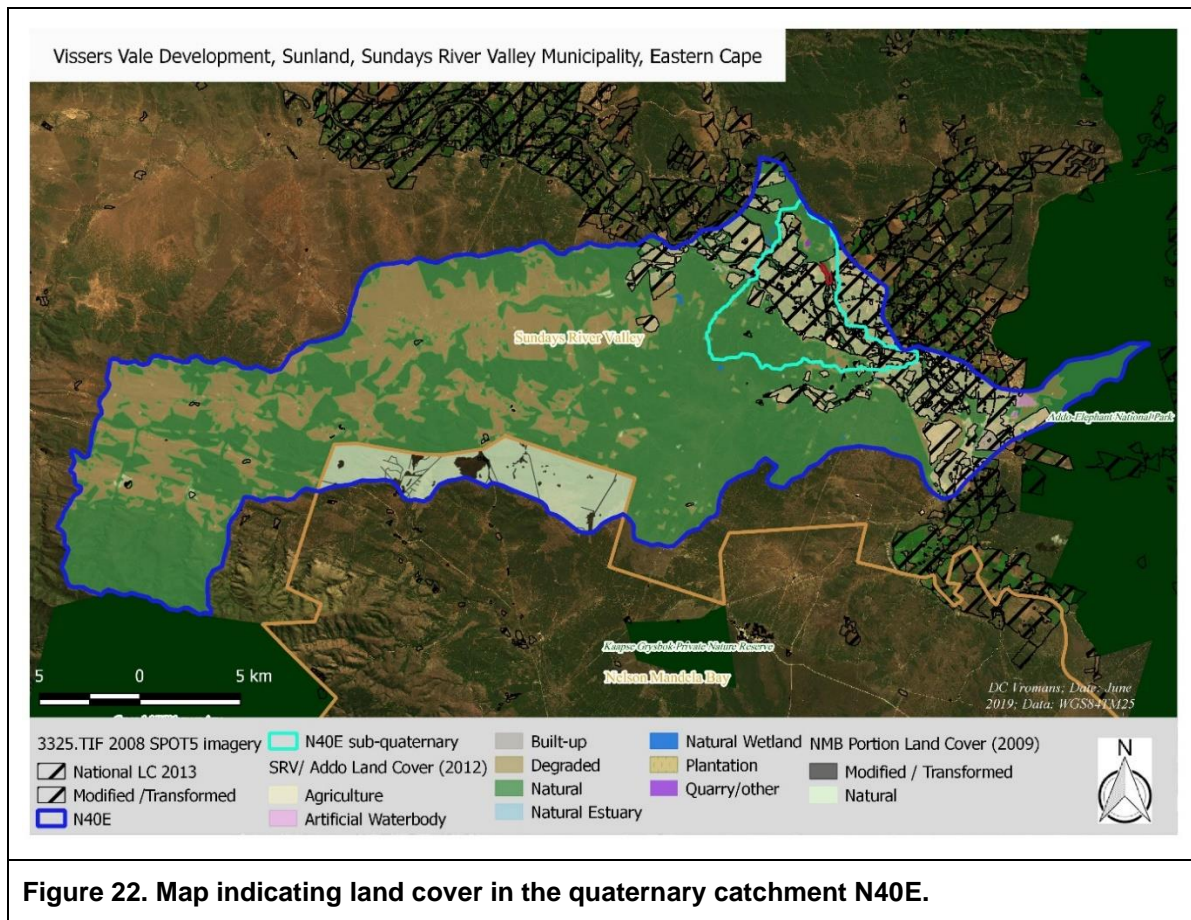 Vissers Vale Development, Sunland, Sundays River Valley Municipality, Eastern Cape
Sundays River Valley
Addo-Elephant National Park
Kaapse Grysbok Private Nature Reserve
Nelson Mandela Bay
5 0 5 km
DC Vromans; Date: June
2019; Data: WGS84TM25
3325.TIF 2008 SPOT5 imagery
National LC 2013
Modified /Transformed
N40E
N40E sub-quaternary
SRV/ Addo Land Cover (2012)
Agriculture
Artificial Waterbody
Built-up
Degraded
Natural
Natural Estuary
Natural Wetland
Plantation
Quarry/other
NMB Portion Land Cover (2009)
Modified / Transformed
Natural
N
Figure 22. Map indicating land cover in the quaternary catchment N40E.